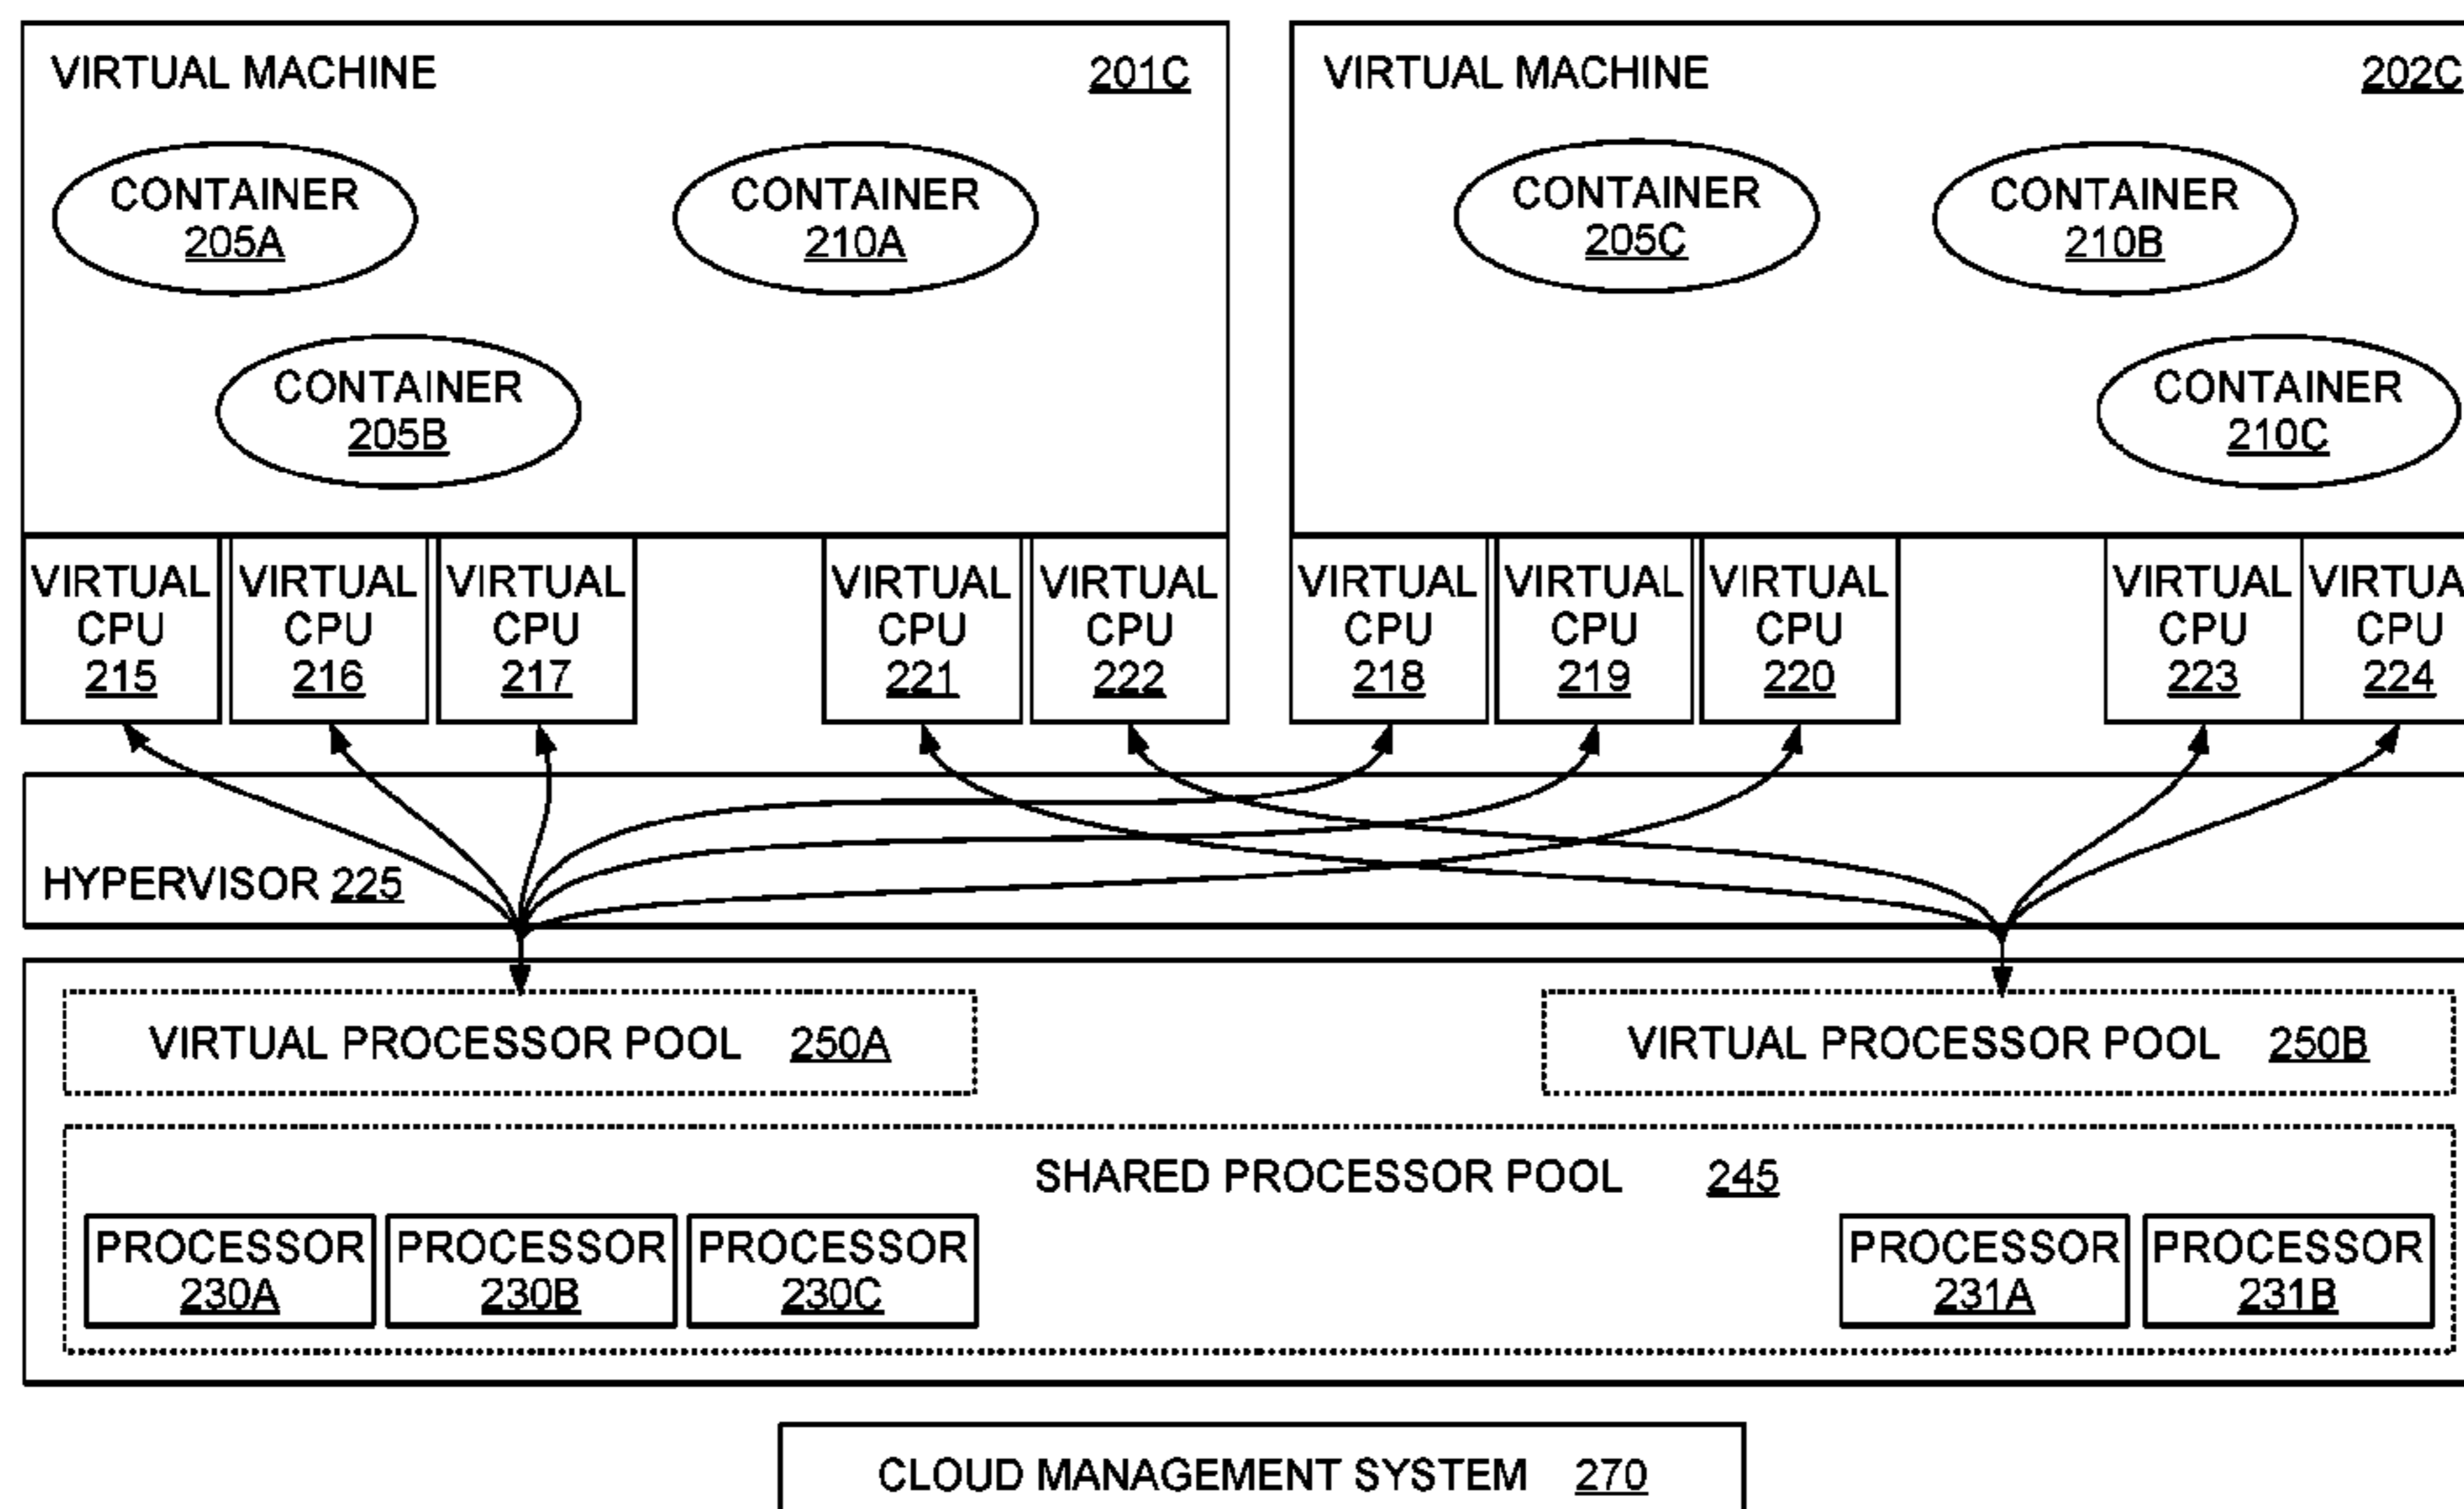 VIRTUAL MACHINE 201C
VIRTUAL MACHINE 202C
CONTAINER
205A
CONTAINER
210A
CONTAINER
205B
CONTAINER
205C
CONTAINER
210B
CONTAINER
210C
VIRTUAL
CPU
215
VIRTUAL
CPU
216
VIRTUAL
CPU
217
VIRTUAL
CPU
221
VIRTUAL
CPU
222
VIRTUAL
CPU
218
VIRTUAL
CPU
219
VIRTUAL
CPU
220
VIRTUAL
CPU
223
VIRTUA
CPU
224
HYPERVISOR 225
VIRTUAL PROCESSOR POOL 250A
VIRTUAL PROCESSOR POOL 250B
SHARED PROCESSOR POOL 245
PROCESSOR
230A
PROCESSOR
230B
PROCESSOR
230C
PROCESSOR
231A
PROCESSOR
231B
CLOUD MANAGEMENT SYSTEM 270